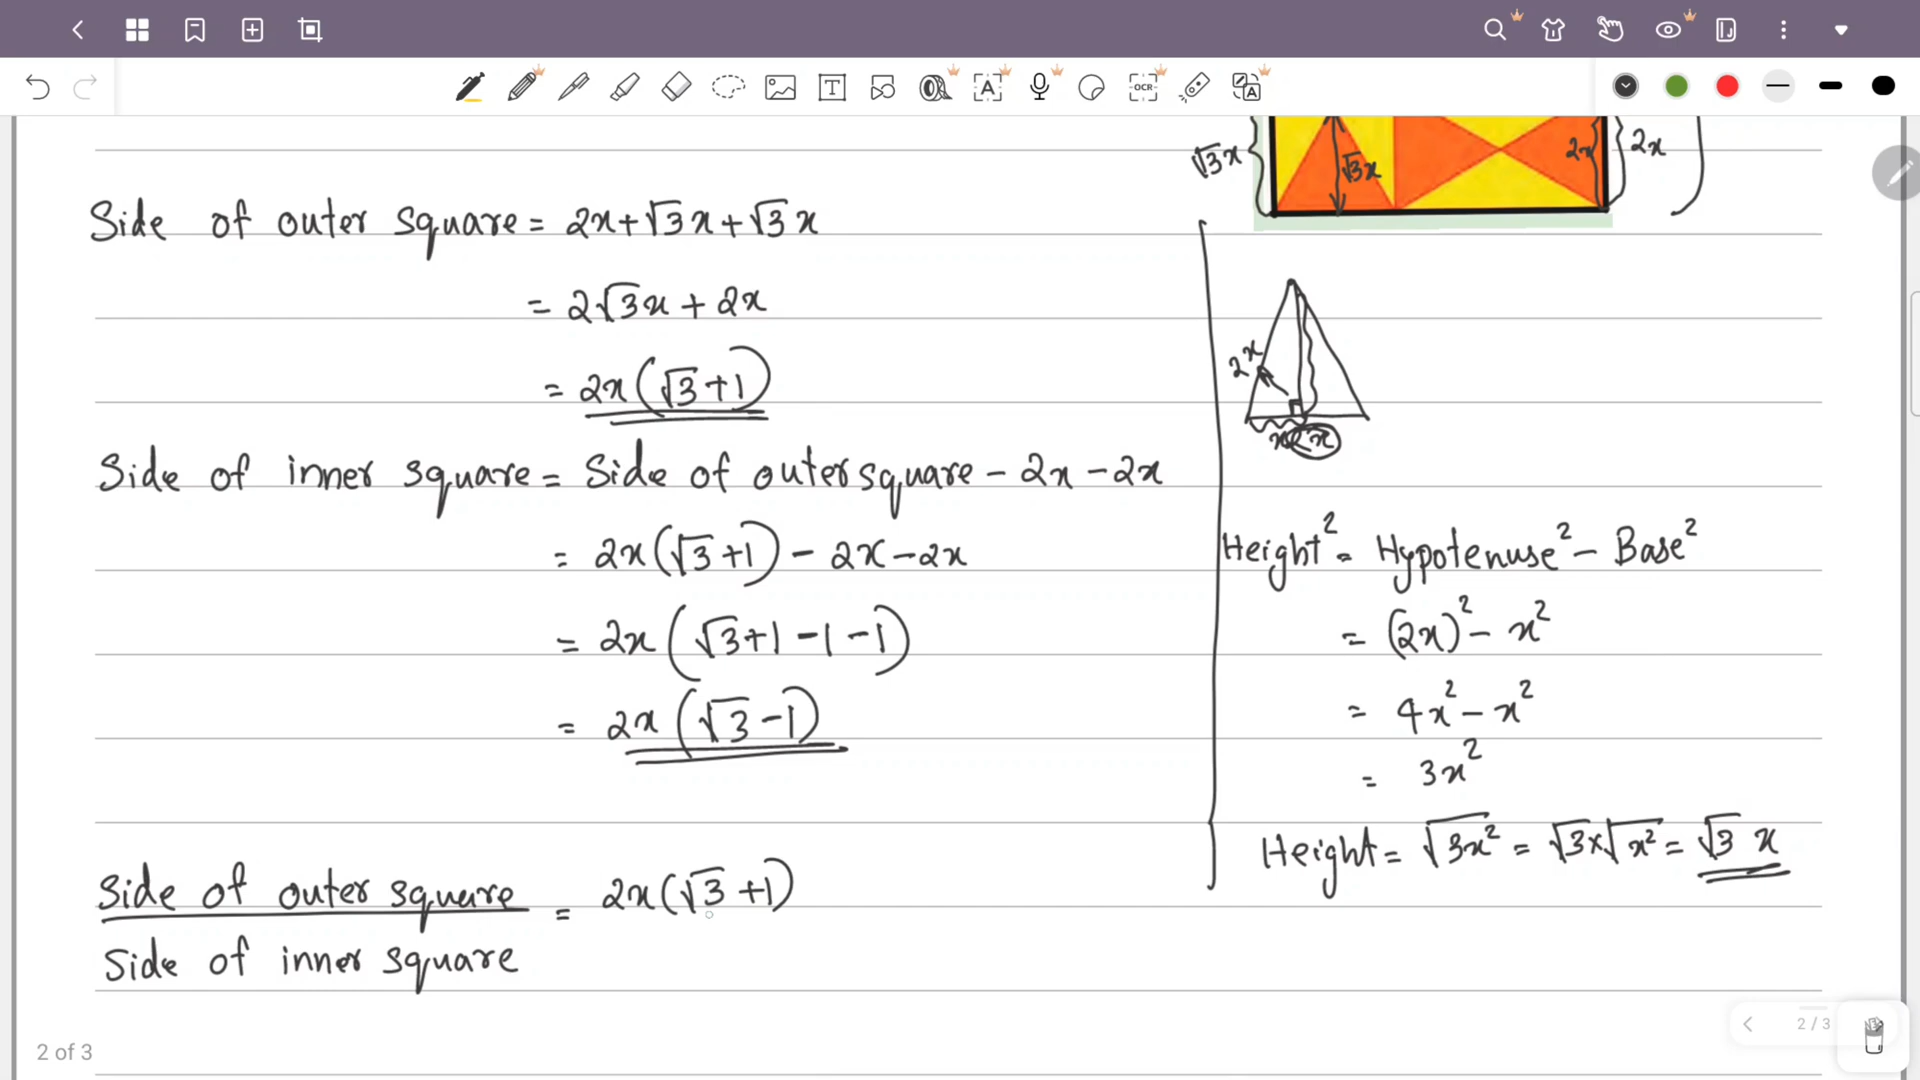 √3x
√3x
2x
2x
Side of outer square = 2x+√3x+√3x
= 2√3x + 2x
= 2x(√3+1)
2x
x
Side of inner square = Side of outer square - 2x - 2x
= 2x(√3+1) - 2x - 2x
= 2x(√3+1-1-1)
= 2x(√3-1)
Height² = Hypotenuse² - Base²
= (2x)² - x²
= 4x² - x²
= 3x²
Height = √3x² = √3×√x² = √3 x
Side of outer square = 2x(√3+1)
Side of inner square
2 / 3
2 of 3
OCR
A
T
A